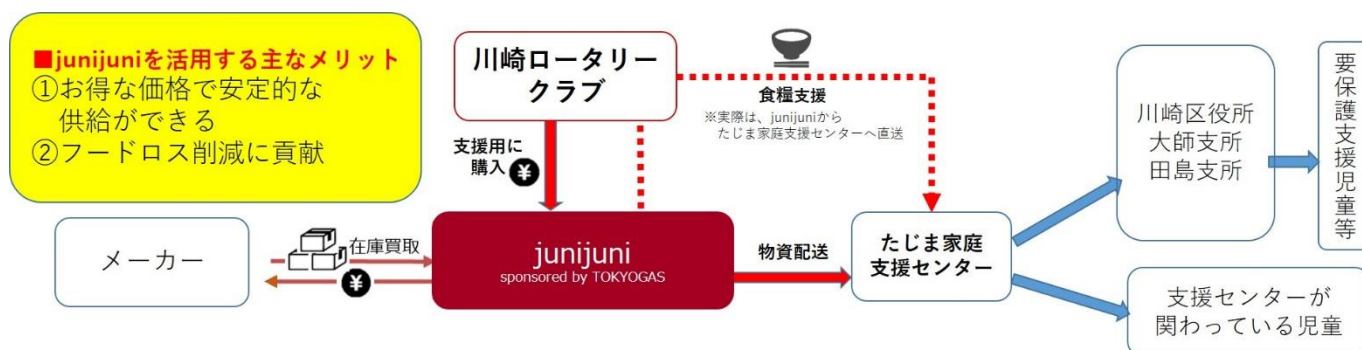 ■junijuniを活用する主なメリット
①お得な価格で安定的な
供給ができる
②フードロス削減に貢献
川崎ロータリー
クラブ
食糧支援
※実際は、junijuniから
たじま家庭支援センターへ直送
支援用に
購入
¥
メーカー
在庫買取
¥
junijuni
sponsored by TOKYOGAS
物資配送
たじま家庭
支援センター
川崎区役所
大師支所
田島支所
要保護支援児童等
支援センターが
関わっている児童